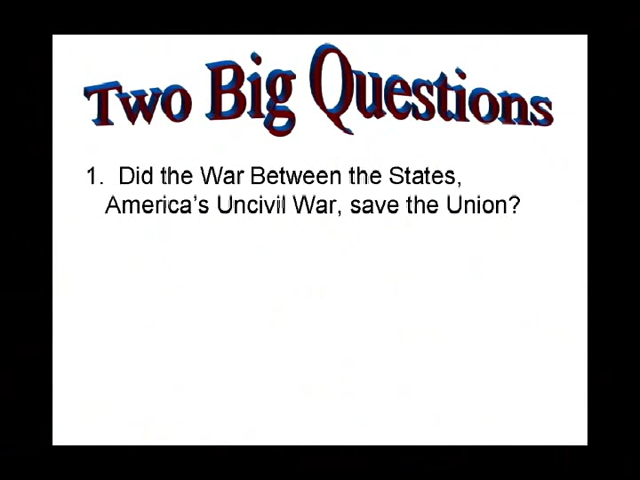 Two Big Questions
1. Did the War Between the States,
America's Uncivil War, save the Union?